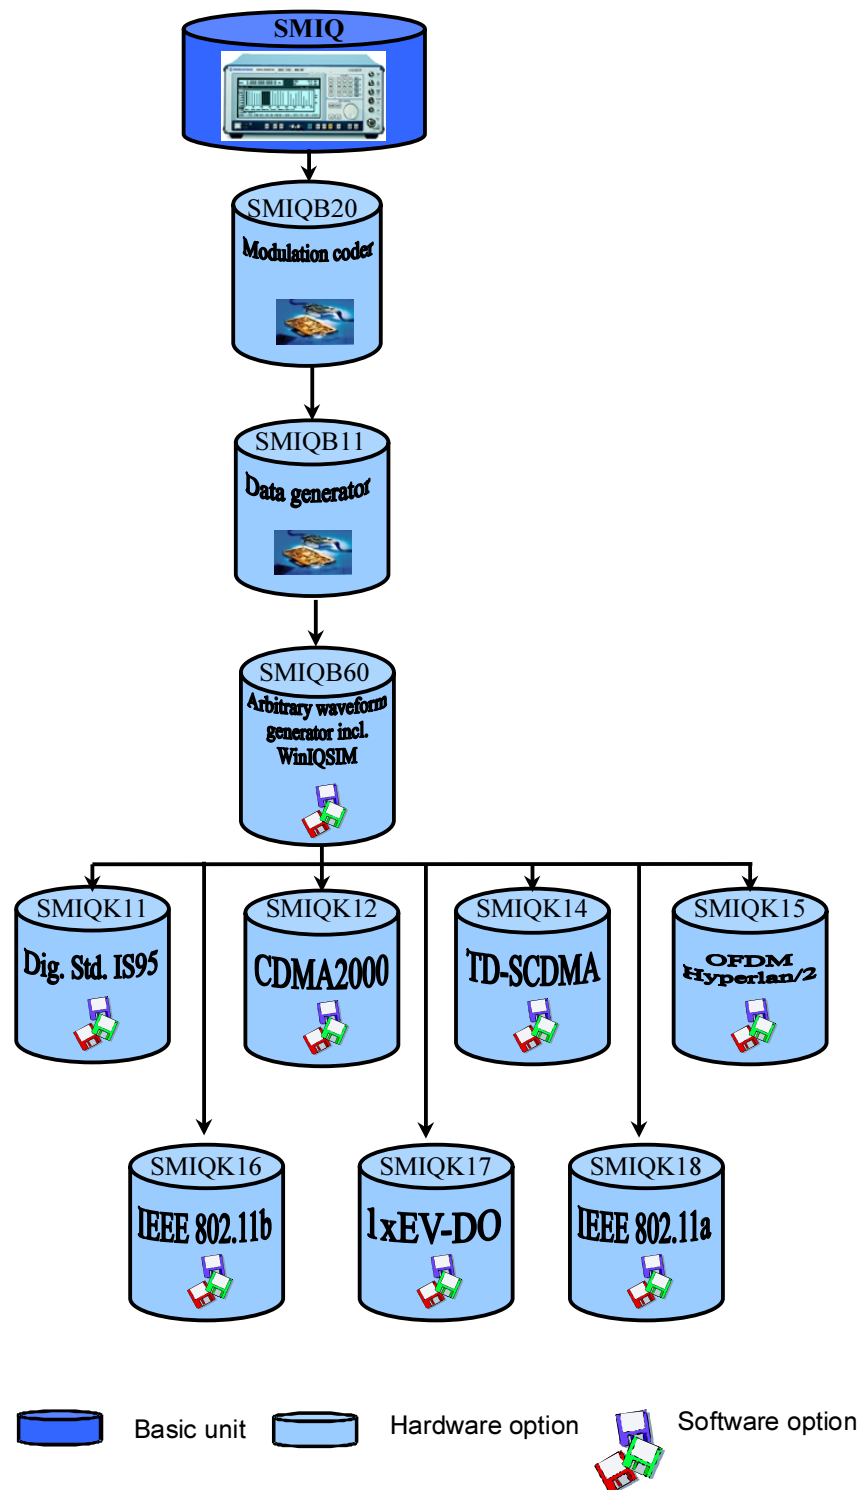 SMIQ
SMIQB20
Modulation coder
SMIQB11
Data generator
SMIQB60
Arbitrary waveform
generator incl.
WinIQSIM
SMIQK11
Dig. Std. IS95
SMIQK12
CDMA2000
SMIQK14
TD-SCDMA
SMIQK15
OFDM
Hyperlan/2
SMIQK16
IEEE 802.11b
SMIQK17
1xEV-DO
SMIQK18
IEEE 802.11a
Basic unit
Hardware option
Software option